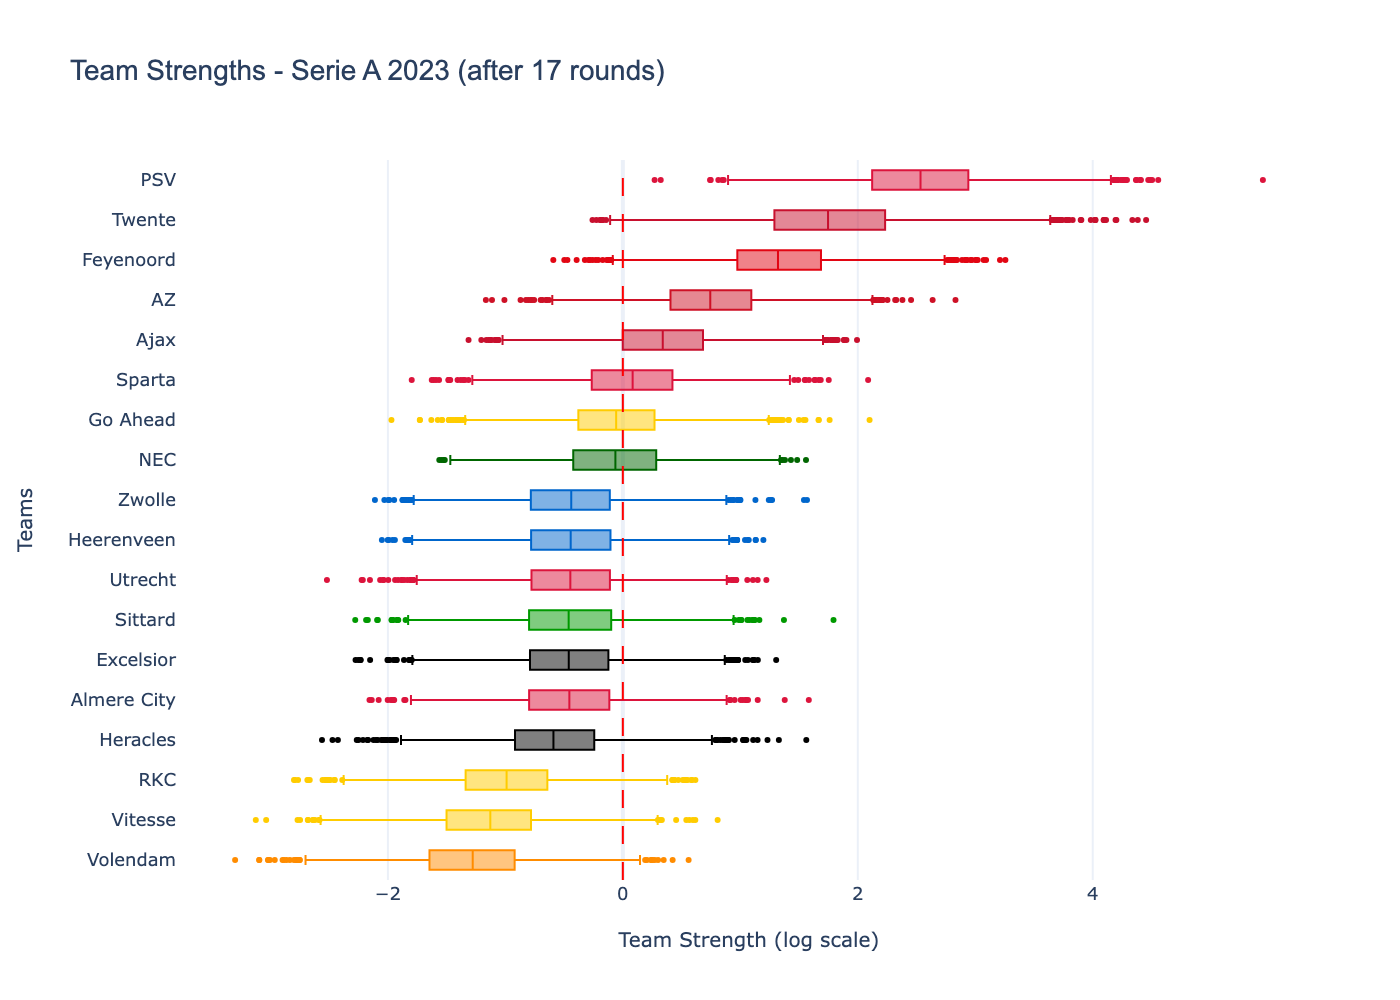 Team Strengths - Serie A 2023 (after 17 rounds)
PSV
Twente
Feyenoord
AZ
Ajax
Sparta
Go Ahead
NEC
Zwolle
Heerenveen
Utrecht
Sittard
Excelsior
Almere City
Heracles
RKC
Vitesse
Volendam
Teams
−2 0 2 4
Team Strength (log scale)